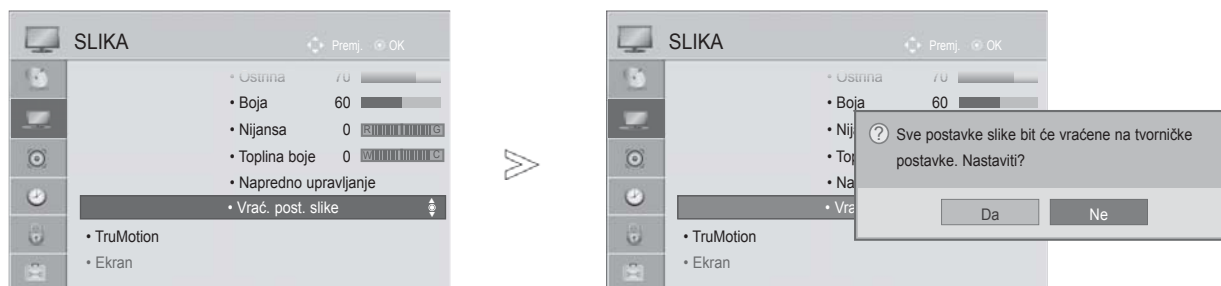 SLIKA
Premj. OK
• Ostrina 70
• Boja 60
• Nijansa 0 R G
• Toplina boje 0 W C
• Napredno upravljanje
• Vrać. post. slike
• TruMotion
• Ekran
SLIKA
Premj. OK
• Ostrina 70
• Boja 60
• Nij
• Top
• Na
• Vra
• TruMotion
• Ekran
? Sve postavke slike bit će vraćene na tvorničke
postavke. Nastaviti?
Da
Ne